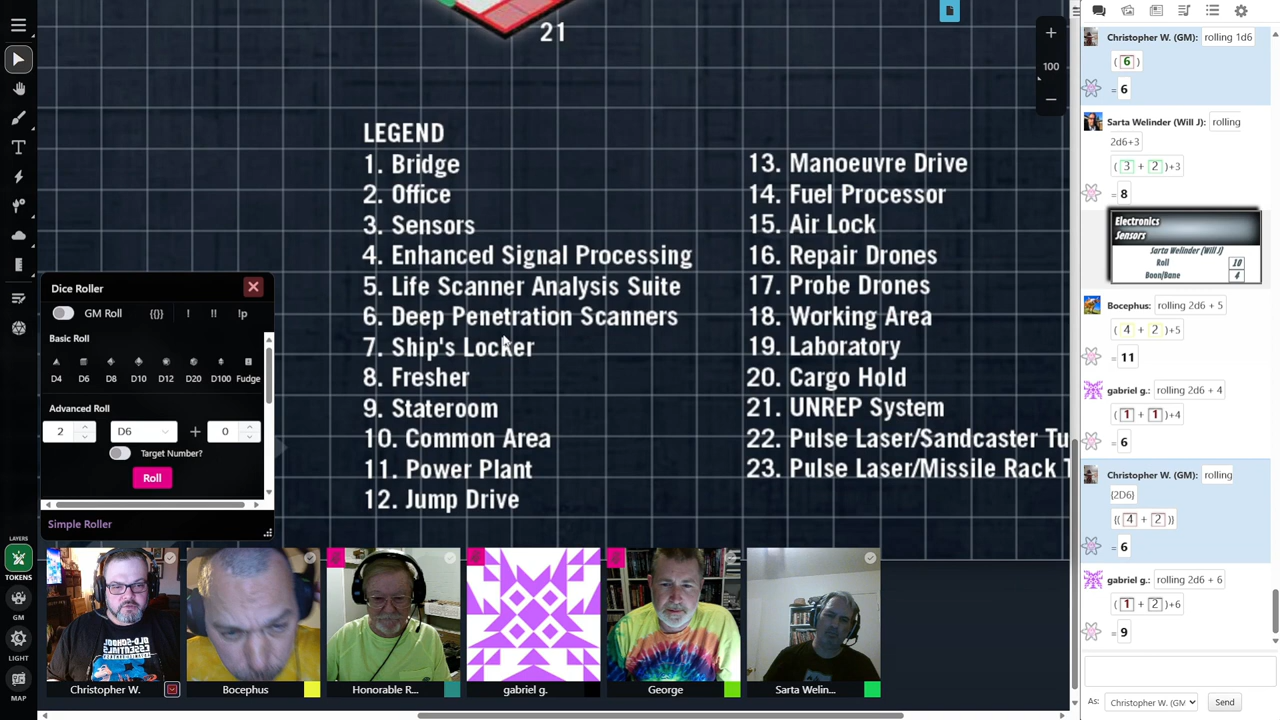 21
LEGEND
1. Bridge
2. Office
3. Sensors
4. Enhanced Signal Processing
5. Life Scanner Analysis Suite
6. Deep Penetration Scanners
7. Ship's Locker
8. Fresher
9. Stateroom
10. Common Area
11. Power Plant
12. Jump Drive
13. Manoeuvre Drive
14. Fuel Processor
15. Air Lock
16. Repair Drones
17. Probe Drones
18. Working Area
19. Laboratory
20. Cargo Hold
21. UNREP System
22. Pulse Laser/Sandcaster Tu
23. Pulse Laser/Missile Rack T
100
Dice Roller
GM Roll {{}} ! !! !p
Basic Roll
D4 D6 D8 D10 D12 D20 D100 Fudge
Advanced Roll
2 D6 + 0
Target Number?
Roll
Simple Roller
LAYERS
TOKENS
GM
LIGHT
MAP
OLD-SCHOOL
ESSENTIALS
Christopher W.
Bocephus
Honorable R...
gabriel g.
George
Sarta Welin...
Christopher W. (GM): rolling 1d6
( 6 )
= 6
Sarta Welinder (Will J): rolling
2d6+3
( 3 + 2 )+3
= 8
Electronics
Sensors
Sarta Welinder (Will J)
Roll 10
Boon/Bane 4
Bocephus: rolling 2d6 + 5
( 4 + 2 )+5
= 11
gabriel g.: rolling 2d6 + 4
( 1 + 1 )+4
= 6
Christopher W. (GM): rolling
{2D6}
(( 4 + 2 ))
= 6
gabriel g.: rolling 2d6 + 6
( 1 + 2 )+6
= 9
As: Christopher W. (GM) Send